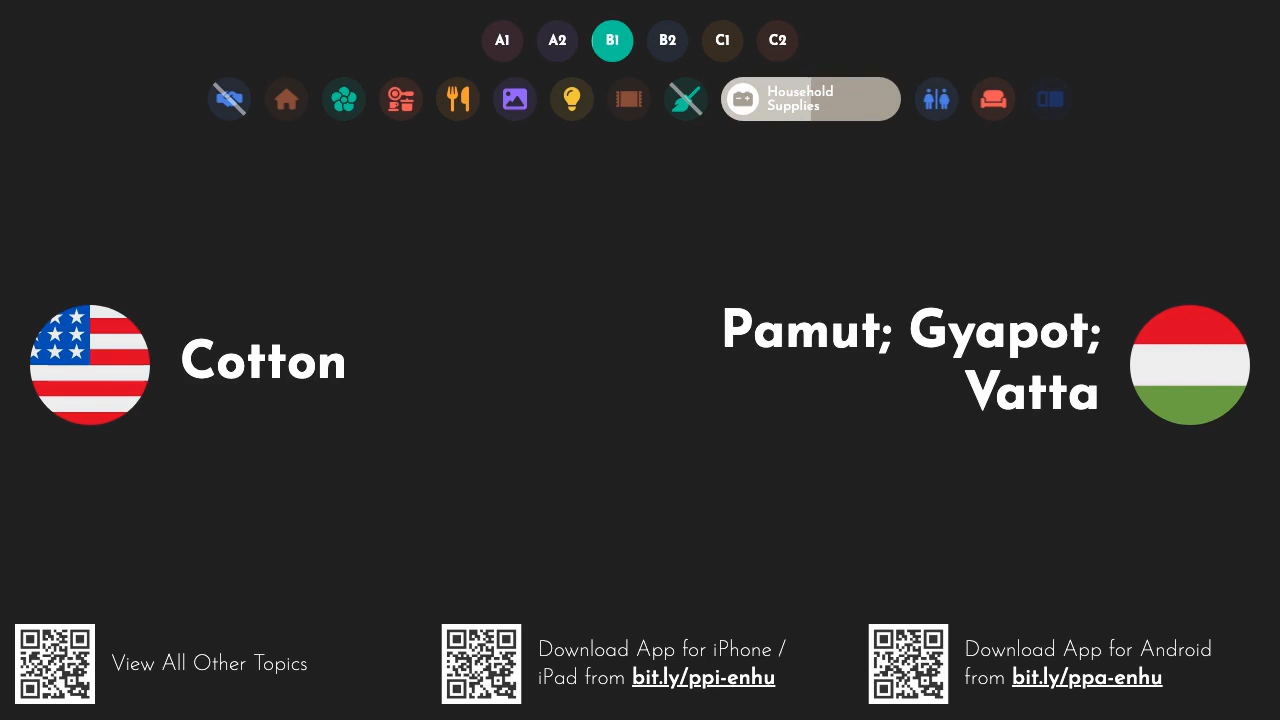 A1 A2 B1 B2 C1 C2
Household
Supplies
Cotton
Pamut; Gyapot;
Vatta
View All Other Topics
Download App for iPhone /
iPad from bit.ly/ppi-enhu
Download App for Android
from bit.ly/ppa-enhu